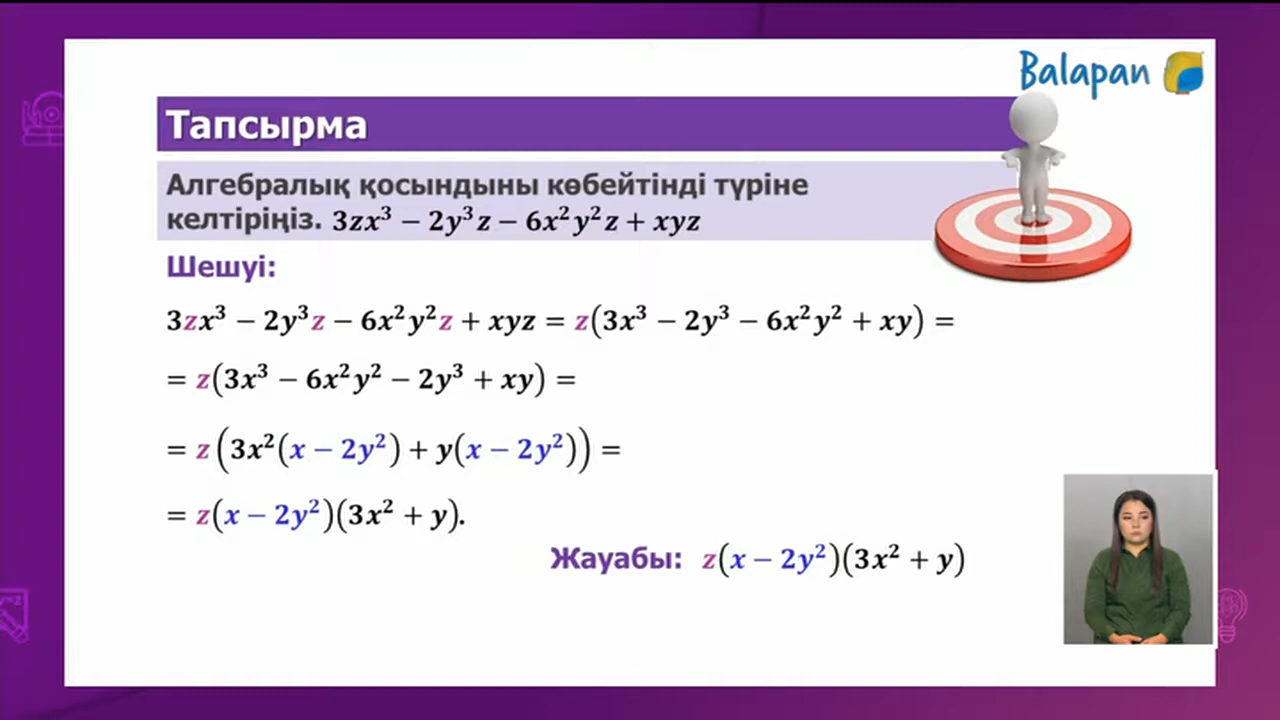 Balapan
Тапсырма
Алгебралық қосындыны көбейтінді түріне
келтіріңіз. 3zx³ − 2y³z − 6x²y²z + xyz
Шешуі:
3zx³ − 2y³z − 6x²y²z + xyz = z(3x³ − 2y³ − 6x²y² + xy) =
= z(3x³ − 6x²y² − 2y³ + xy) =
= z(3x²(x − 2y²) + y(x − 2y²)) =
= z(x − 2y²)(3x² + y).
Жауабы: z(x − 2y²)(3x² + y)